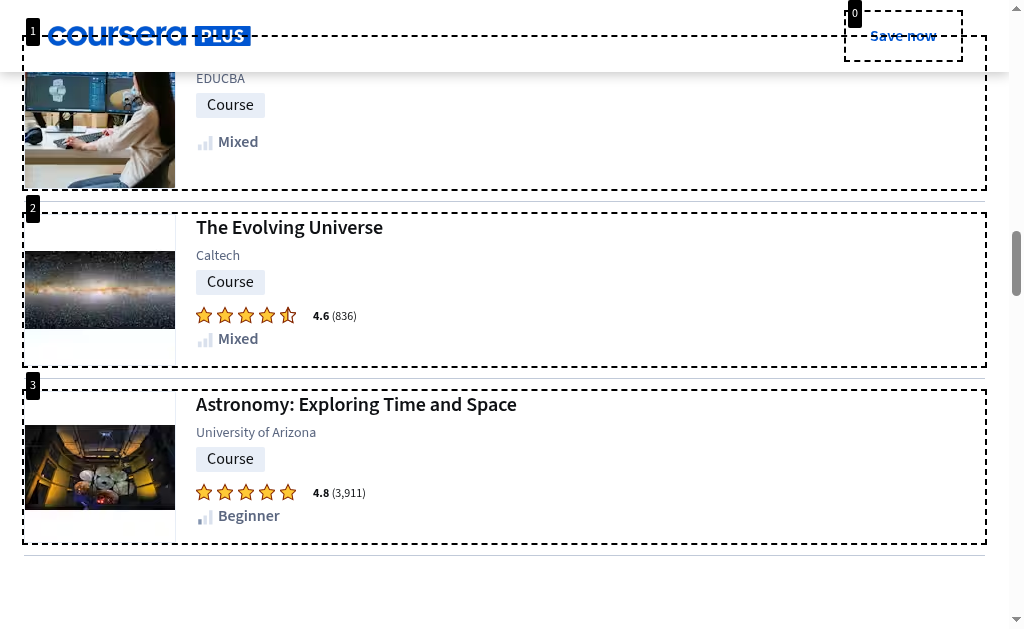 coursera PLUS
0
Save now
1
EDUCBA
Course
Mixed
2
The Evolving Universe
Caltech
Course
4.6 (836)
Mixed
3
Astronomy: Exploring Time and Space
University of Arizona
Course
4.8 (3,911)
Beginner